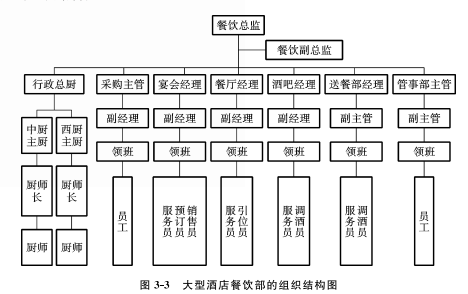 餐饮总监
餐饮副总监
行政总厨 采购主管 宴会经理 餐厅经理 酒吧经理 送餐部经理 管事部主管
中厨主厨 西厨主厨 副经理 副经理 副经理 副经理 副主管 副主管
领班 领班 领班 领班 领班 领班
厨师长 厨师长 员工 服务员 预订员 销售员 服务员 引位员 服务员 调酒员 服务员 调酒员 员工
厨师 厨师
图 3-3 大型酒店餐饮部的组织结构图